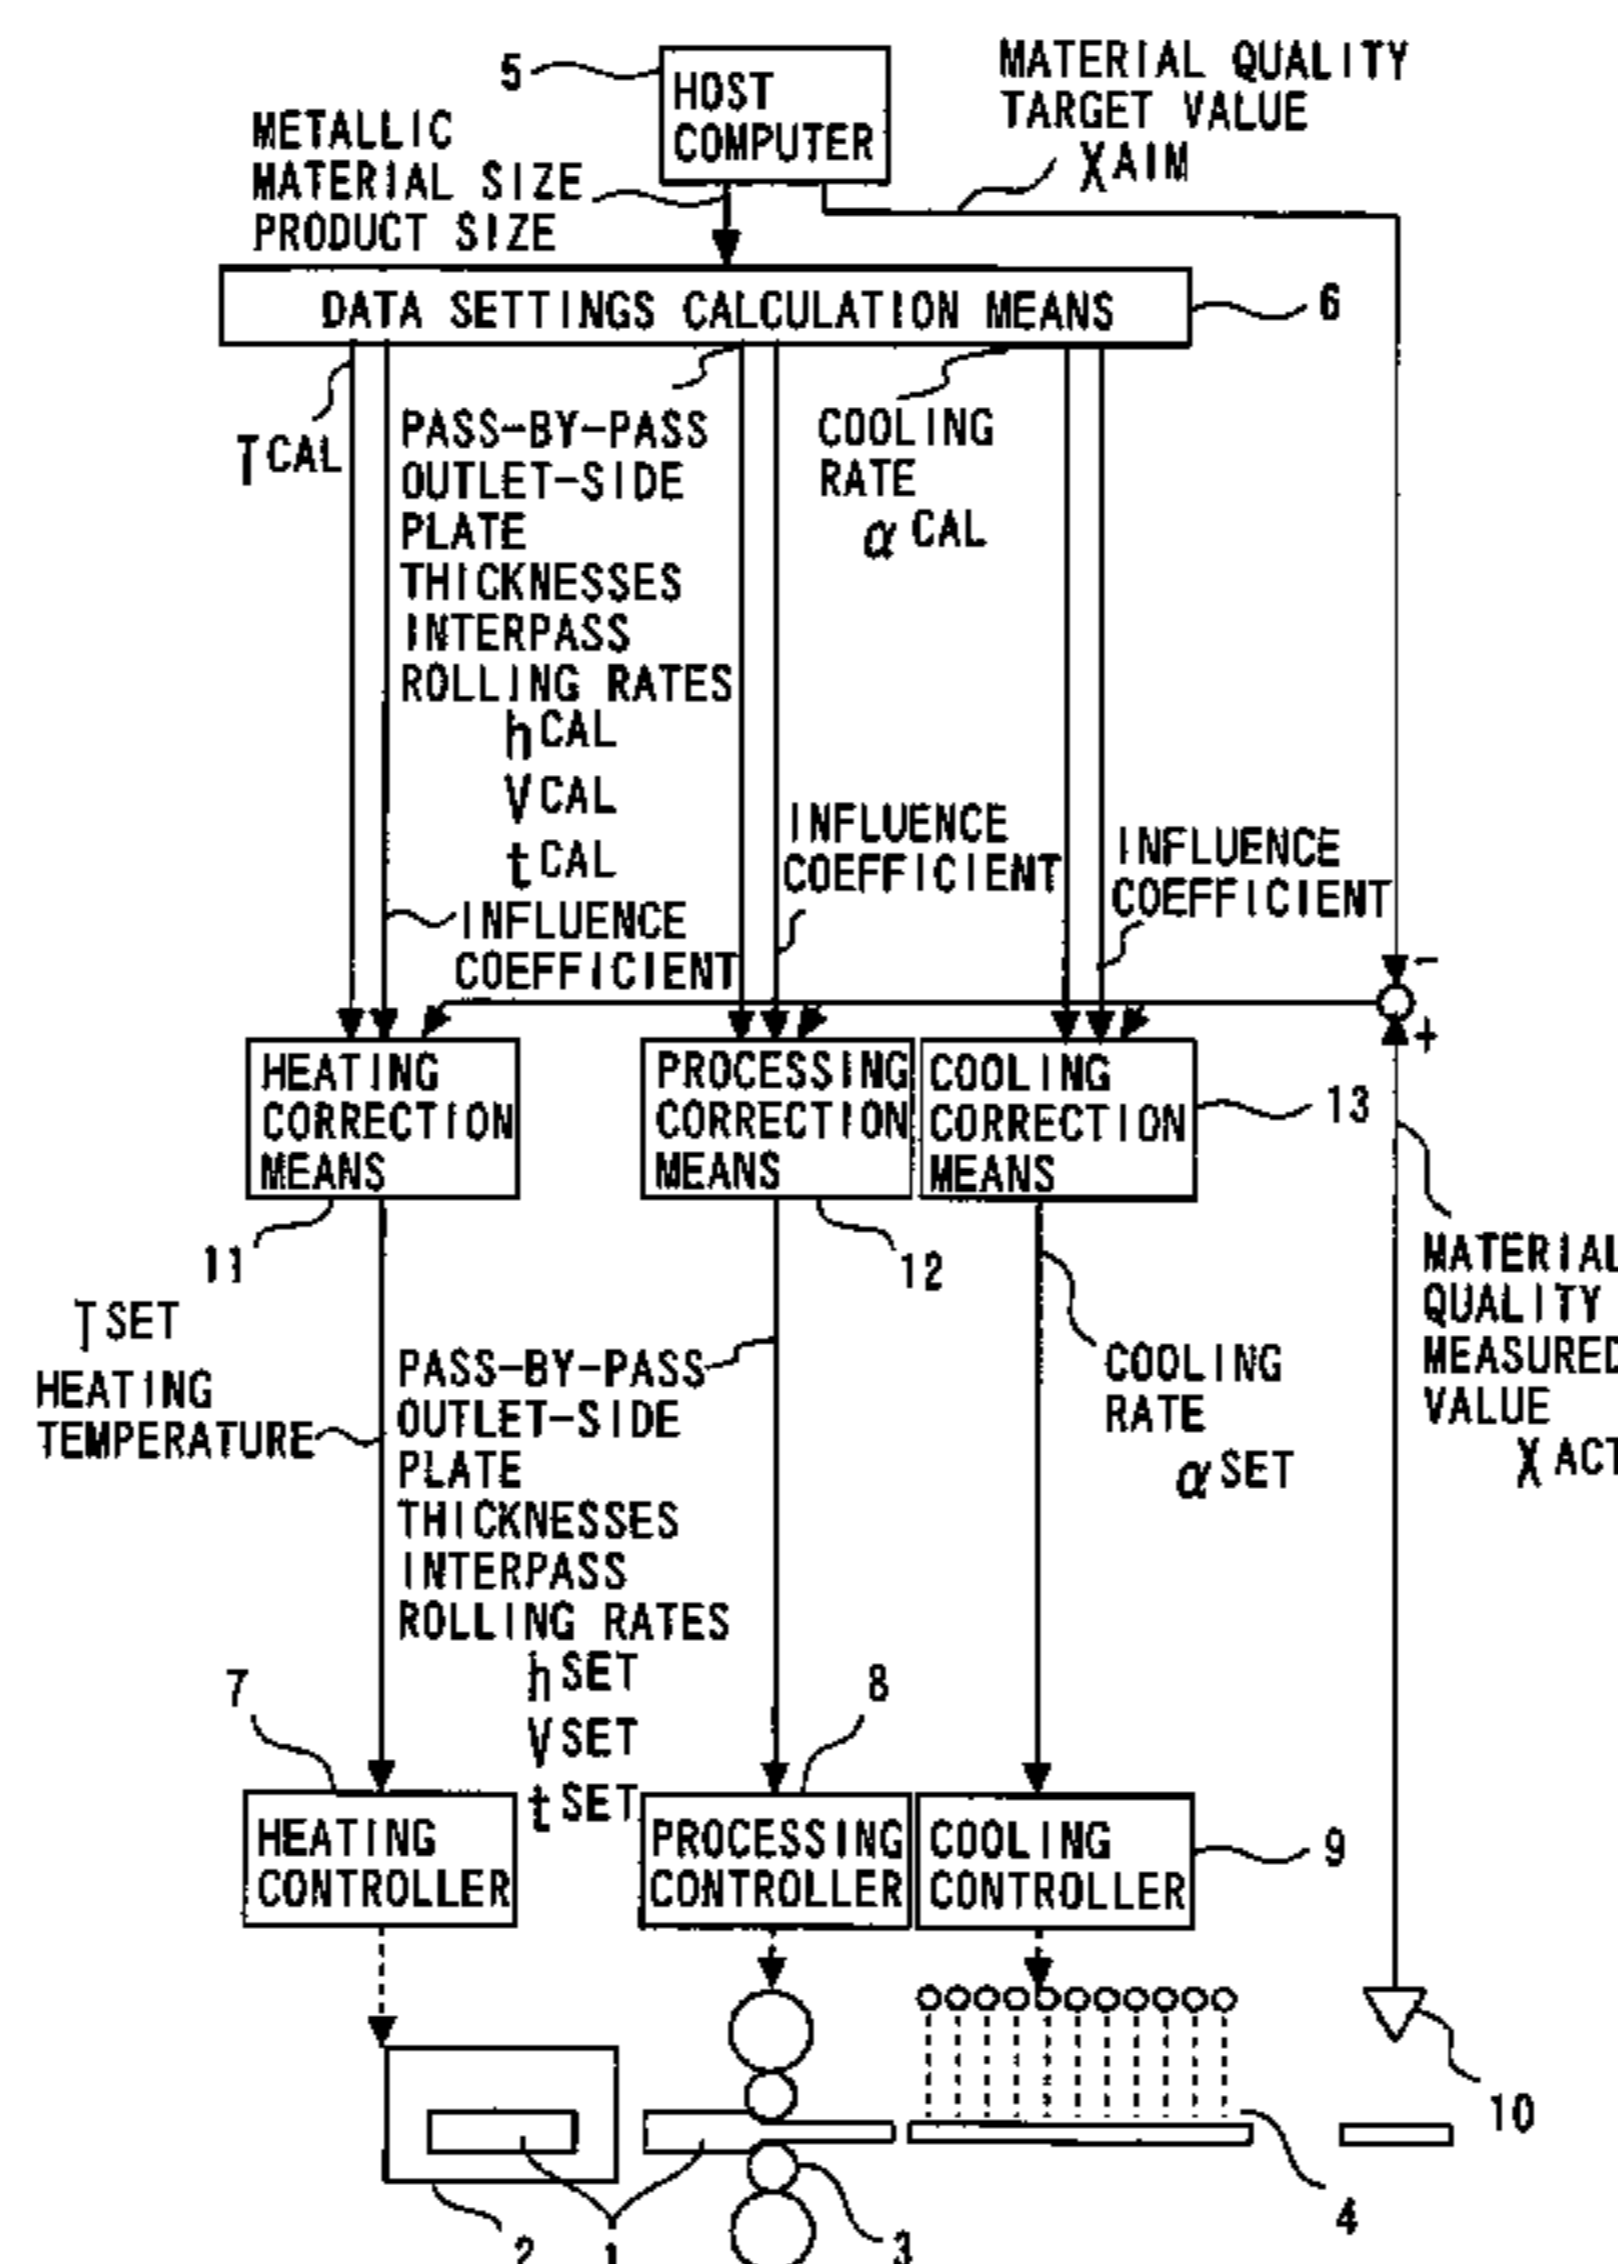 5
HOST
COMPUTER
MATERIAL QUALITY
TARGET VALUE
XAIM
METALLIC
MATERIAL SIZE
PRODUCT SIZE
DATA SETTINGS CALCULATION MEANS
6
TCAL
PASS-BY-PASS
OUTLET-SIDE
PLATE
THICKNESSES
INTERPASS
ROLLING RATES
hCAL
VCAL
tCAL
COOLING
RATE
α CAL
INFLUENCE
COEFFICIENT
INFLUENCE
COEFFICIENT
INFLUENCE
COEFFICIENT
-
+
HEATING
CORRECTION
MEANS
PROCESSING
CORRECTION
MEANS
COOLING
CORRECTION
MEANS
13
11
12
TSET
HEATING
TEMPERATURE
PASS-BY-PASS
OUTLET-SIDE
PLATE
THICKNESSES
INTERPASS
ROLLING RATES
hSET
VSET
tSET
COOLING
RATE
α SET
MATERIAL
QUALITY
MEASURED
VALUE
X ACT
7
8
HEATING
CONTROLLER
PROCESSING
CONTROLLER
COOLING
CONTROLLER
9
10
4
2
1
3